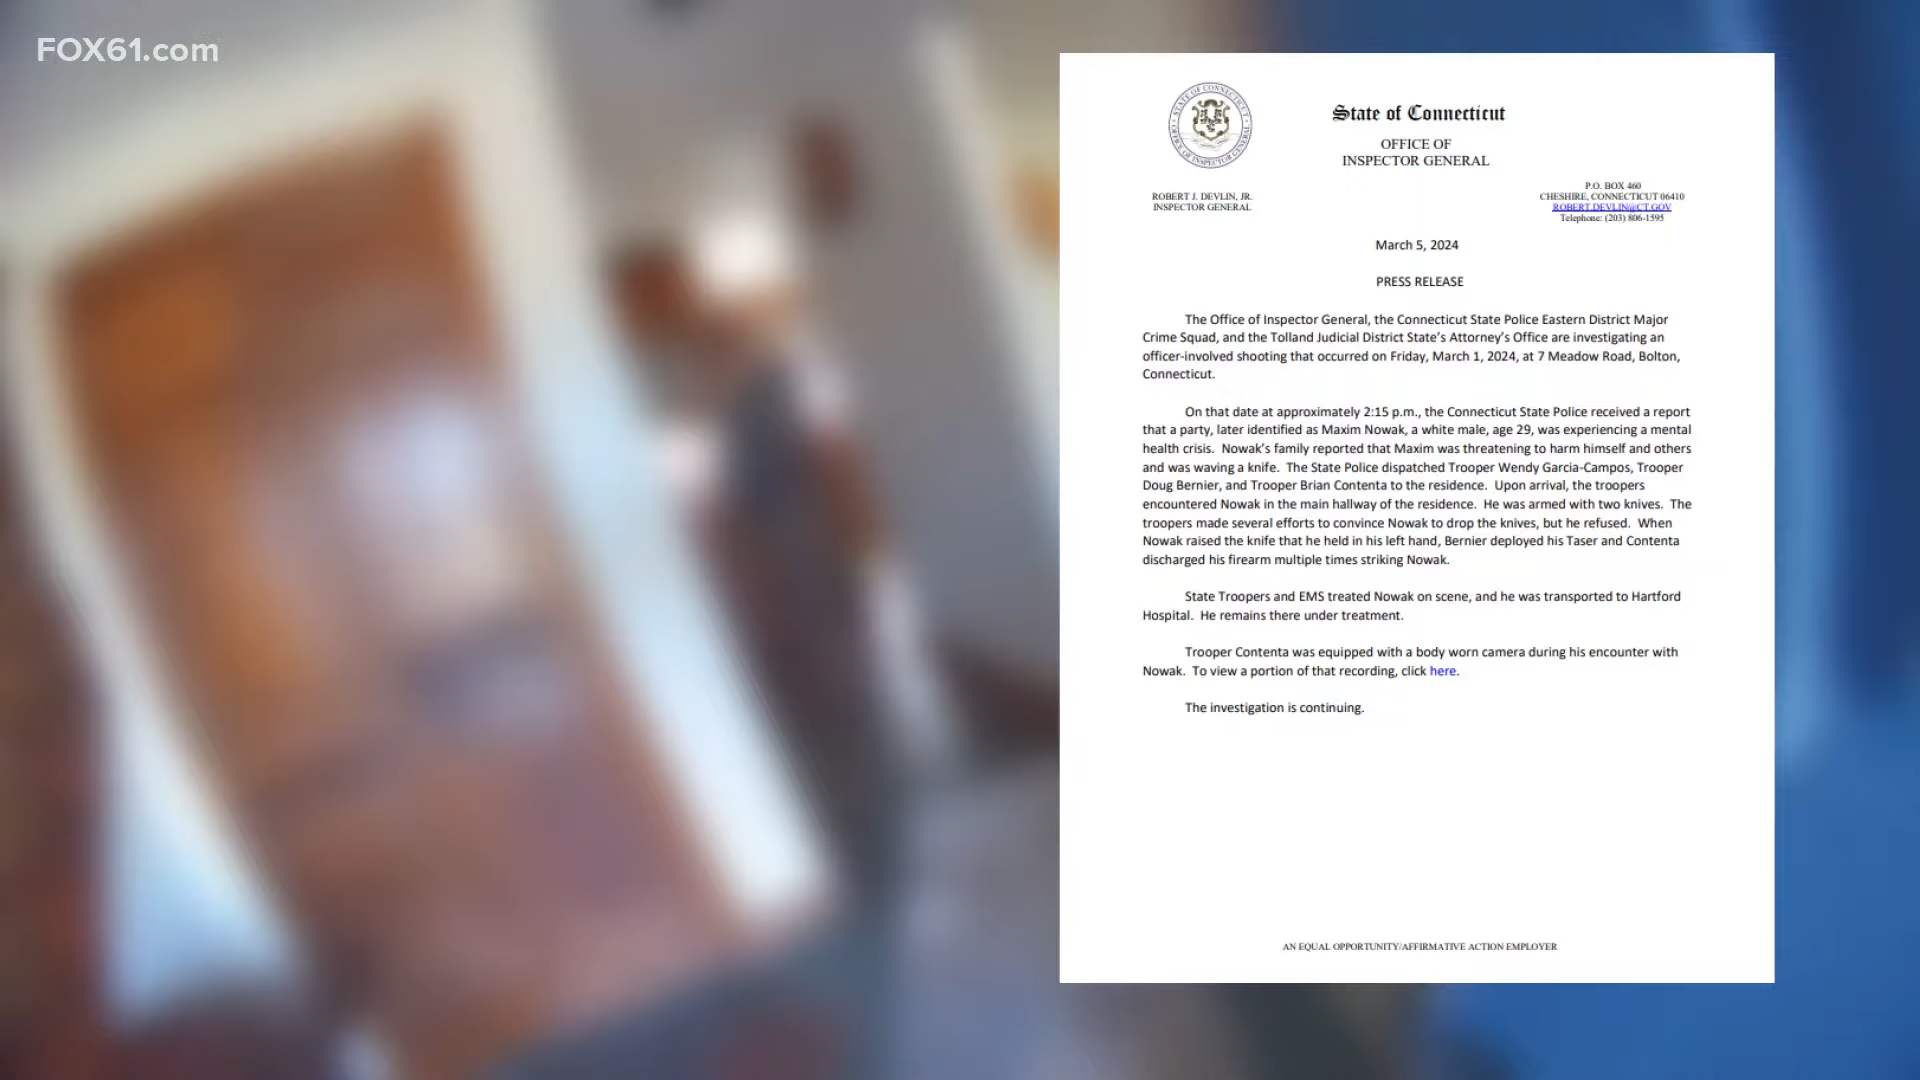 FOX61.com
STATE OF CONNECTICUT
OFFICE OF INSPECTOR GENERAL
State of Connecticut
OFFICE OF
INSPECTOR GENERAL
ROBERT J. DEVLIN, JR.
INSPECTOR GENERAL
P.O. BOX 460
CHESHIRE, CONNECTICUT 06410
ROBERT.DEVLIN@CT.GOV
Telephone: (203) 806-1595
March 5, 2024
PRESS RELEASE
The Office of Inspector General, the Connecticut State Police Eastern District Major
Crime Squad, and the Tolland Judicial District State's Attorney's Office are investigating an
officer-involved shooting that occurred on Friday, March 1, 2024, at 7 Meadow Road, Bolton,
Connecticut.
On that date at approximately 2:15 p.m., the Connecticut State Police received a report
that a party, later identified as Maxim Nowak, a white male, age 29, was experiencing a mental
health crisis. Nowak's family reported that Maxim was threatening to harm himself and others
and was waving a knife. The State Police dispatched Trooper Wendy Garcia-Campos, Trooper
Doug Bernier, and Trooper Brian Contenta to the residence. Upon arrival, the troopers
encountered Nowak in the main hallway of the residence. He was armed with two knives. The
troopers made several efforts to convince Nowak to drop the knives, but he refused. When
Nowak raised the knife that he held in his left hand, Bernier deployed his Taser and Contenta
discharged his firearm multiple times striking Nowak.
State Troopers and EMS treated Nowak on scene, and he was transported to Hartford
Hospital. He remains there under treatment.
Trooper Contenta was equipped with a body worn camera during his encounter with
Nowak. To view a portion of that recording, click here.
The investigation is continuing.
AN EQUAL OPPORTUNITY/AFFIRMATIVE ACTION EMPLOYER